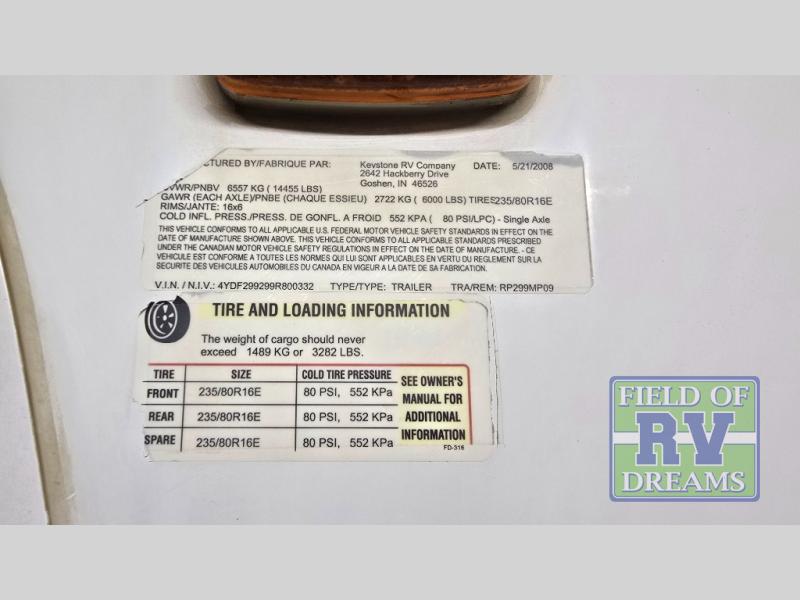 TURED BY/FABRIQUE PAR: Keystone RV Company DATE: 5/21/2008
2642 Hackberry Drive
Goshen, IN 46526
VWR/PNBV 6557 KG ( 14455 LBS)
GAWR (EACH AXLE)/PNBE (CHAQUE ESSIEU) 2722 KG ( 6000 LBS) TIRES235/80R16E
RIMS/JANTE: 16x6
COLD INFL. PRESS./PRESS. DE GONFL. A FROID 552 KPA ( 80 PSI/LPC) - Single Axle
THIS VEHICLE CONFORMS TO ALL APPLICABLE U.S. FEDERAL MOTOR VEHICLE SAFETY STANDARDS IN EFFECT ON THE
DATE OF MANUFACTURE SHOWN ABOVE. THIS VEHICLE CONFORMS TO ALL APPLICABLE STANDARDS PRESCRIBED
UNDER THE CANADIAN MOTOR VEHICLE SAFETY REGULATIONS IN EFFECT ON THE DATE OF MANUFACTURE. - CE
VEHICULE EST CONFORME A TOUTES LES NORMES QUI LUI SONT APPLICABLES EN VERTU DU REGLEMENT SUR LA
SECURITE DES VEHICULES AUTOMOBILES DU CANADA EN VIGEUR A LA DATE DE SA FABRICATION.
V.I.N. / N.I.V.: 4YDF299299R800332 TYPE/TYPE: TRAILER TRA/REM: RP299MP09
TIRE AND LOADING INFORMATION
The weight of cargo should never
exceed 1489 KG or 3282 LBS.
TIRE SIZE COLD TIRE PRESSURE
FRONT 235/80R16E 80 PSI, 552 KPa
REAR 235/80R16E 80 PSI, 552 KPa
SPARE 235/80R16E 80 PSI, 552 KPa
SEE OWNER'S
MANUAL FOR
ADDITIONAL
INFORMATION
FD-316
FIELD OF
RV
DREAMS